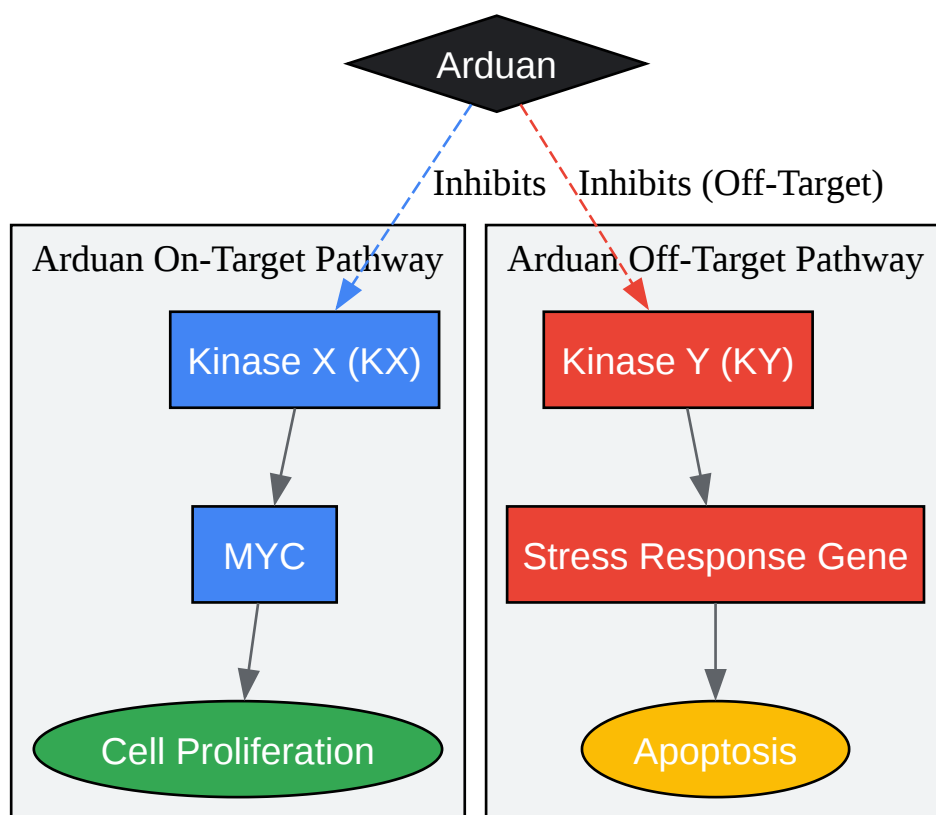 Arduan
Inhibits
Inhibits (Off-Target)
Arduan On-Target Pathway
Arduan Off-Target Pathway
Kinase X (KX)
Kinase Y (KY)
MYC
Stress Response Gene
Cell Proliferation
Apoptosis